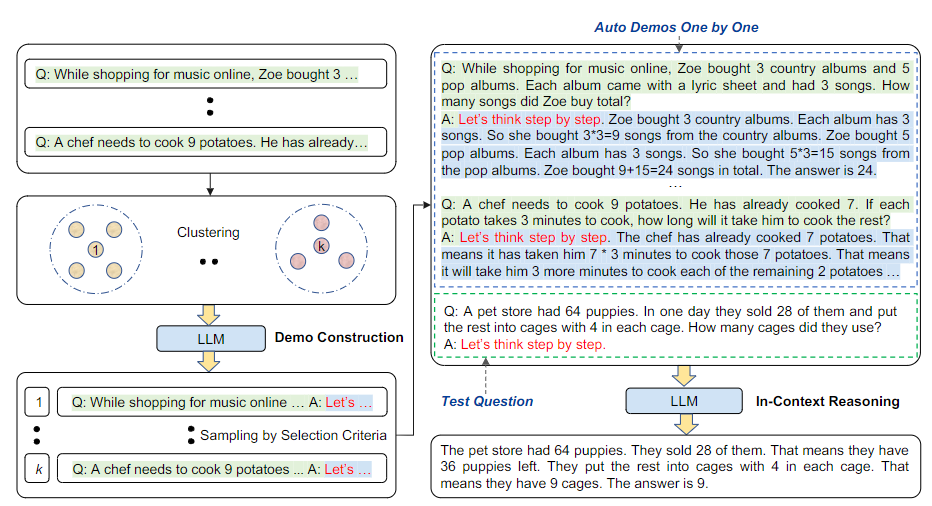 Auto Demos One by One
Q: While shopping for music online, Zoe bought 3 …
Q: A chef needs to cook 9 potatoes. He has already…
Clustering
1
k
LLM
Demo Construction
1
Q: While shopping for music online … A: Let's …
Sampling by Selection Criteria
k
Q: A chef needs to cook 9 potatoes ... A: Let's …
Q: While shopping for music online, Zoe bought 3 country albums and 5
pop albums. Each album came with a lyric sheet and had 3 songs. How
many songs did Zoe buy total?
A: Let's think step by step. Zoe bought 3 country albums. Each album has 3
songs. So she bought 3*3=9 songs from the country albums. Zoe bought 5
pop albums. Each album has 3 songs. So she bought 5*3=15 songs from
the pop albums. Zoe bought 9+15=24 songs in total. The answer is 24.
…
Q: A chef needs to cook 9 potatoes. He has already cooked 7. If each
potato takes 3 minutes to cook, how long will it take him to cook the rest?
A: Let's think step by step. The chef has already cooked 7 potatoes. That
means it has taken him 7 * 3 minutes to cook those 7 potatoes. That means
it will take him 3 more minutes to cook each of the remaining 2 potatoes …
Q: A pet store had 64 puppies. In one day they sold 28 of them and put
the rest into cages with 4 in each cage. How many cages did they use?
A: Let's think step by step.
Test Question
LLM
In-Context Reasoning
The pet store had 64 puppies. They sold 28 of them. That means they have
36 puppies left. They put the rest into cages with 4 in each cage. That
means they have 9 cages. The answer is 9.